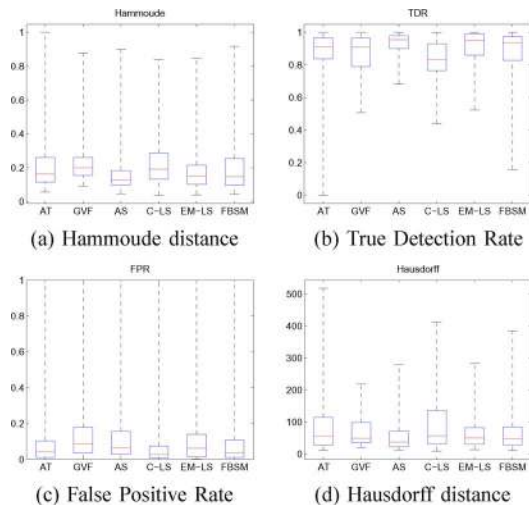 Hammoude
TDR
1
0.8
0.6
0.4
0.2
0
AT GVF AS C-LS EM-LS FBSM
1
0.8
0.6
0.4
0.2
0
AT GVF AS C-LS EM-LS FBSM
(a) Hammoude distance
(b) True Detection Rate
FPR
Hausdorff
1
0.8
0.6
0.4
0.2
0
AT GVF AS C-LS EM-LS FBSM
500
400
300
200
100
0
AT GVF AS C-LS EM-LS FBSM
(c) False Positive Rate
(d) Hausdorff distance